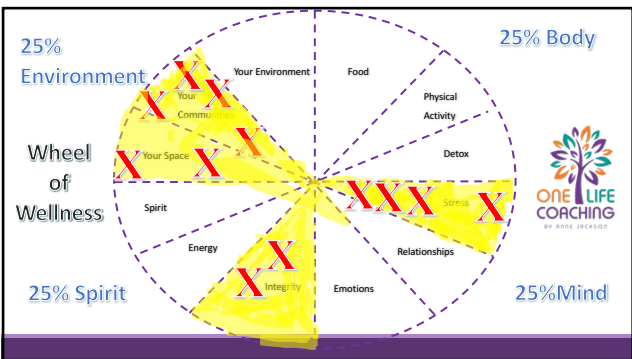 25%
Environment
25% Body
Your Environment
Food
Your
Physical
Activity
Detox
Wheel
of
Wellness
Your Space
Stress
ONE LIFE
COACHING
BY ANNE JACKSON
Spirit
Relationships
Energy
Integrity
Emotions
25% Spirit
25%Mind
X
X
X
X
X
X
X
X
X
X
X
X